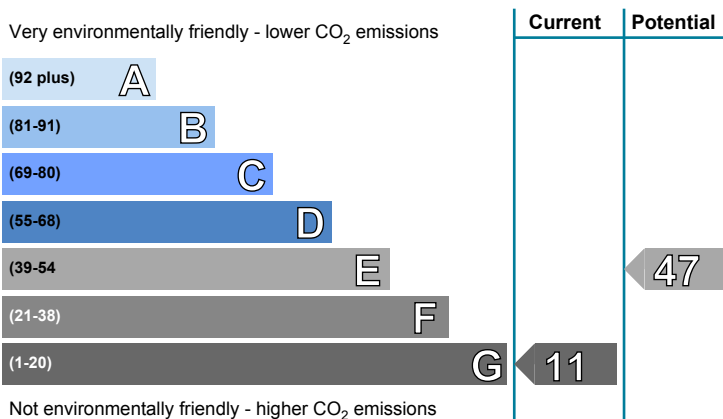 Current Potential
Very environmentally friendly - lower CO2 emissions
(92 plus) A
(81-91) B
(69-80) C
(55-68) D
(39-54 E 47
(21-38) F
(1-20) G 11
Not environmentally friendly - higher CO2 emissions